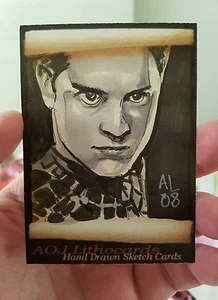 AL
08
AOJ Lithocards
Hand Drawn Sketch Cards